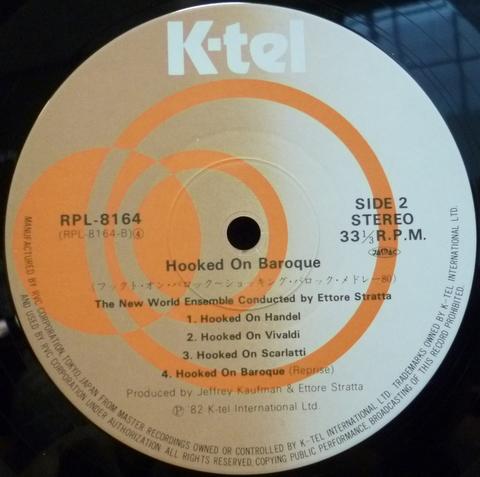 K-tel
RPL-8164
(RPL-8164-B)④
SIDE 2
STEREO
33⅓ R.P.M.
Hooked On Baroque
(フックト・オン・バロック〜ショッキング・バロック・メドレー80)
The New World Ensemble Conducted by Ettore Stratta
1. Hooked On Handel
2. Hooked On Vivaldi
3. Hooked On Scarlatti
4. Hooked On Baroque (Reprise)
Produced by Jeffrey Kaufman & Ettore Stratta
Ⓟ '82 K-tel International Ltd.
MANUFACTURED BY RVC CORPORATION, TOKYO, JAPAN FROM MASTER RECORDINGS OWNED OR CONTROLLED BY K-TEL INTERNATIONAL LTD. TRADEMARKS OWNED BY K-TEL INTERNATIONAL LTD.
AND USED BY RVC CORPORATION UNDER AUTHORIZATION. ALL RIGHTS RESERVED. COPYING PUBLIC PERFORMANCE, BROADCASTING OF THIS RECORD PROHIBITED.